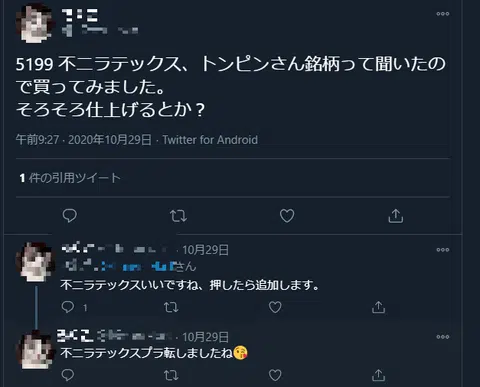 5199 不二ラテックス、トンピンさん銘柄って聞いたの
で買ってみました。
そろそろ仕上げるとか？
午前9:27 · 2020年10月29日 · Twitter for Android
1 件の引用ツイート
· 10月29日
さん
不二ラテックスいいですね、押したら追加します。
1
· 10月29日
不二ラテックスプラ転しましたね😘